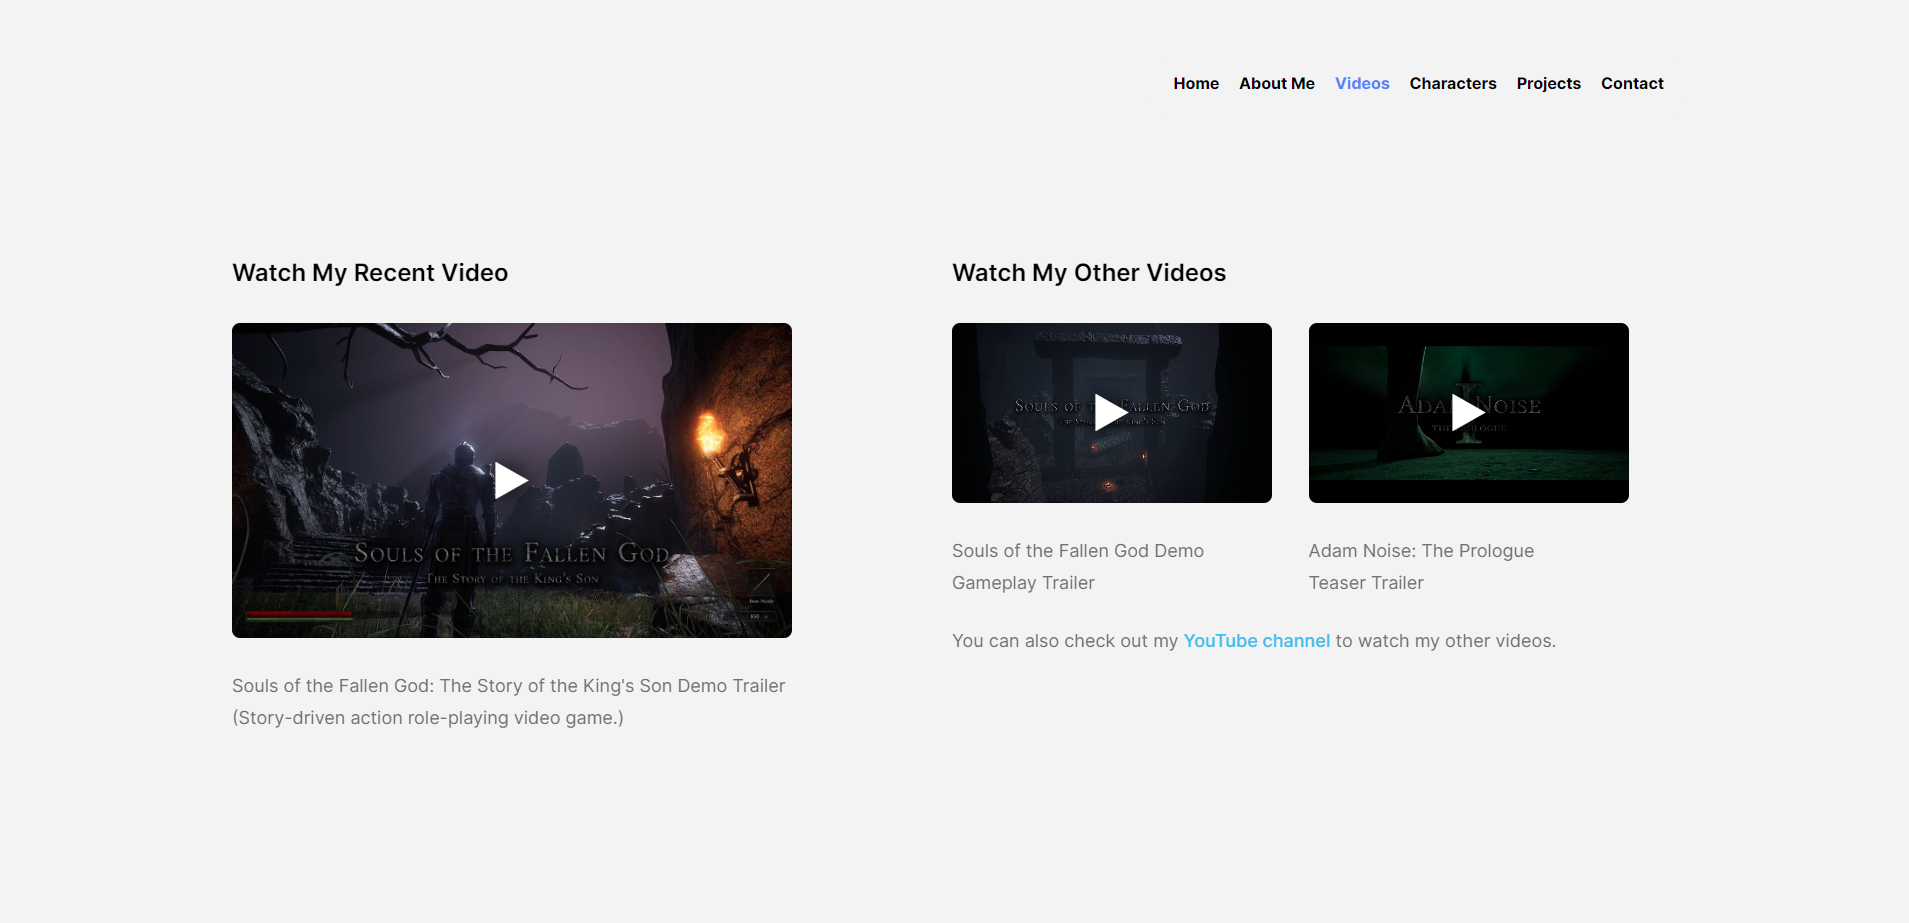 Home About Me Videos Characters Projects Contact
Watch My Recent Video
SOULS OF THE FALLEN GOD
THE STORY OF THE KING'S SON
Souls of the Fallen God: The Story of the King's Son Demo Trailer
(Story-driven action role-playing video game.)
Watch My Other Videos
SOULS OF FALLEN GOD
ADAM NOISE
Souls of the Fallen God Demo
Gameplay Trailer
Adam Noise: The Prologue
Teaser Trailer
You can also check out my YouTube channel to watch my other videos.